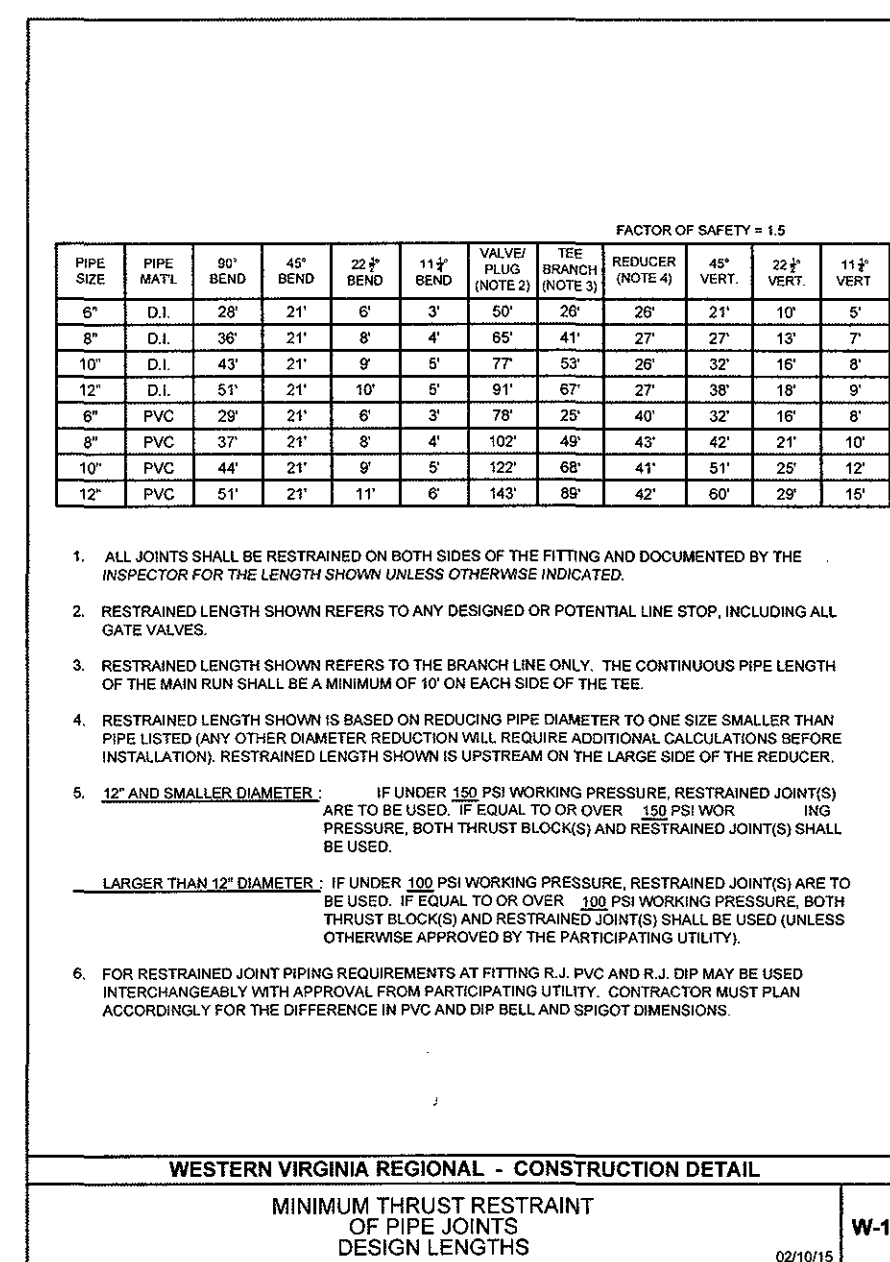 FACTOR OF SAFETY = 1.5
PIPE SIZE PIPE MAT'L 90° BEND 45° BEND 22 ½° BEND 11 ¼° BEND VALVE/ PLUG (NOTE 2) TEE BRANCH (NOTE 3) REDUCER (NOTE 4) 45° VERT. 22 ½° VERT. 11 ¼° VERT
6" D.I. 28' 21' 6' 3' 50' 26' 26' 21' 10' 5'
8" D.I. 36' 21' 8' 4' 65' 41' 27' 27' 13' 7'
10" D.I. 43' 21' 9' 5' 77' 53' 26' 32' 16' 8'
12" D.I. 51' 21' 10' 5' 91' 67' 27' 38' 18' 9'
6" PVC 29' 21' 6' 3' 78' 25' 40' 32' 16' 8'
8" PVC 37' 21' 8' 4' 102' 49' 43' 42' 21' 10'
10" PVC 44' 21' 9' 5' 122' 68' 41' 51' 25' 12'
12" PVC 51' 21' 11' 6' 143' 89' 42' 60' 29' 15'
1. ALL JOINTS SHALL BE RESTRAINED ON BOTH SIDES OF THE FITTING AND DOCUMENTED BY THE
INSPECTOR FOR THE LENGTH SHOWN UNLESS OTHERWISE INDICATED.
2. RESTRAINED LENGTH SHOWN REFERS TO ANY DESIGNED OR POTENTIAL LINE STOP, INCLUDING ALL
GATE VALVES.
3. RESTRAINED LENGTH SHOWN REFERS TO THE BRANCH LINE ONLY. THE CONTINUOUS PIPE LENGTH
OF THE MAIN RUN SHALL BE A MINIMUM OF 10' ON EACH SIDE OF THE TEE.
4. RESTRAINED LENGTH SHOWN IS BASED ON REDUCING PIPE DIAMETER TO ONE SIZE SMALLER THAN
PIPE LISTED (ANY OTHER DIAMETER REDUCTION WILL REQUIRE ADDITIONAL CALCULATIONS BEFORE
INSTALLATION). RESTRAINED LENGTH SHOWN IS UPSTREAM ON THE LARGE SIDE OF THE REDUCER.
5. 12" AND SMALLER DIAMETER : IF UNDER 150 PSI WORKING PRESSURE, RESTRAINED JOINT(S)
ARE TO BE USED. IF EQUAL TO OR OVER 150 PSI WOR ING
PRESSURE, BOTH THRUST BLOCK(S) AND RESTRAINED JOINT(S) SHALL
BE USED.
LARGER THAN 12" DIAMETER : IF UNDER 100 PSI WORKING PRESSURE, RESTRAINED JOINT(S) ARE TO
BE USED. IF EQUAL TO OR OVER 100 PSI WORKING PRESSURE, BOTH
THRUST BLOCK(S) AND RESTRAINED JOINT(S) SHALL BE USED (UNLESS
OTHERWISE APPROVED BY THE PARTICIPATING UTILITY).
6. FOR RESTRAINED JOINT PIPING REQUIREMENTS AT FITTING R.J. PVC AND R.J. DIP MAY BE USED
INTERCHANGEABLY WITH APPROVAL FROM PARTICIPATING UTILITY. CONTRACTOR MUST PLAN
ACCORDINGLY FOR THE DIFFERENCE IN PVC AND DIP BELL AND SPIGOT DIMENSIONS.
WESTERN VIRGINIA REGIONAL - CONSTRUCTION DETAIL
MINIMUM THRUST RESTRAINT
OF PIPE JOINTS
DESIGN LENGTHS
W-1
02/10/15